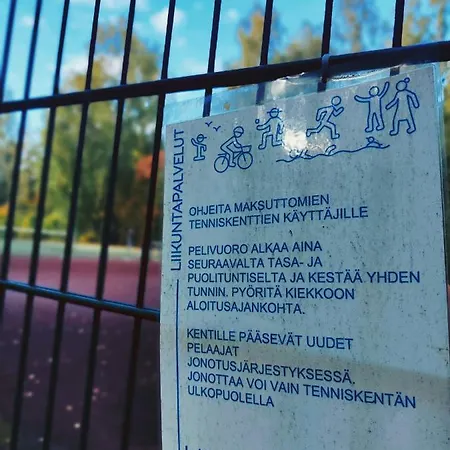 LIIKUNTAPALVELUT
OHJEITA MAKSUTTOMIEN
TENNISKENTTIEN KÄYTTÄJILLE
PELIVUORO ALKAA AINA
SEURAAVALTA TASA- JA
PUOLITUNTISELTA JA KESTÄÄ YHDEN
TUNNIN. PYÖRITÄ KIEKKOON
ALOITUSAJANKOHTA.
KENTILLE PÄÄSEVÄT UUDET
PELAAJAT
JONOTUSJÄRJESTYKSESSÄ,
JONOTTAA VOI VAIN TENNISKENTÄN
ULKOPUOLELLA